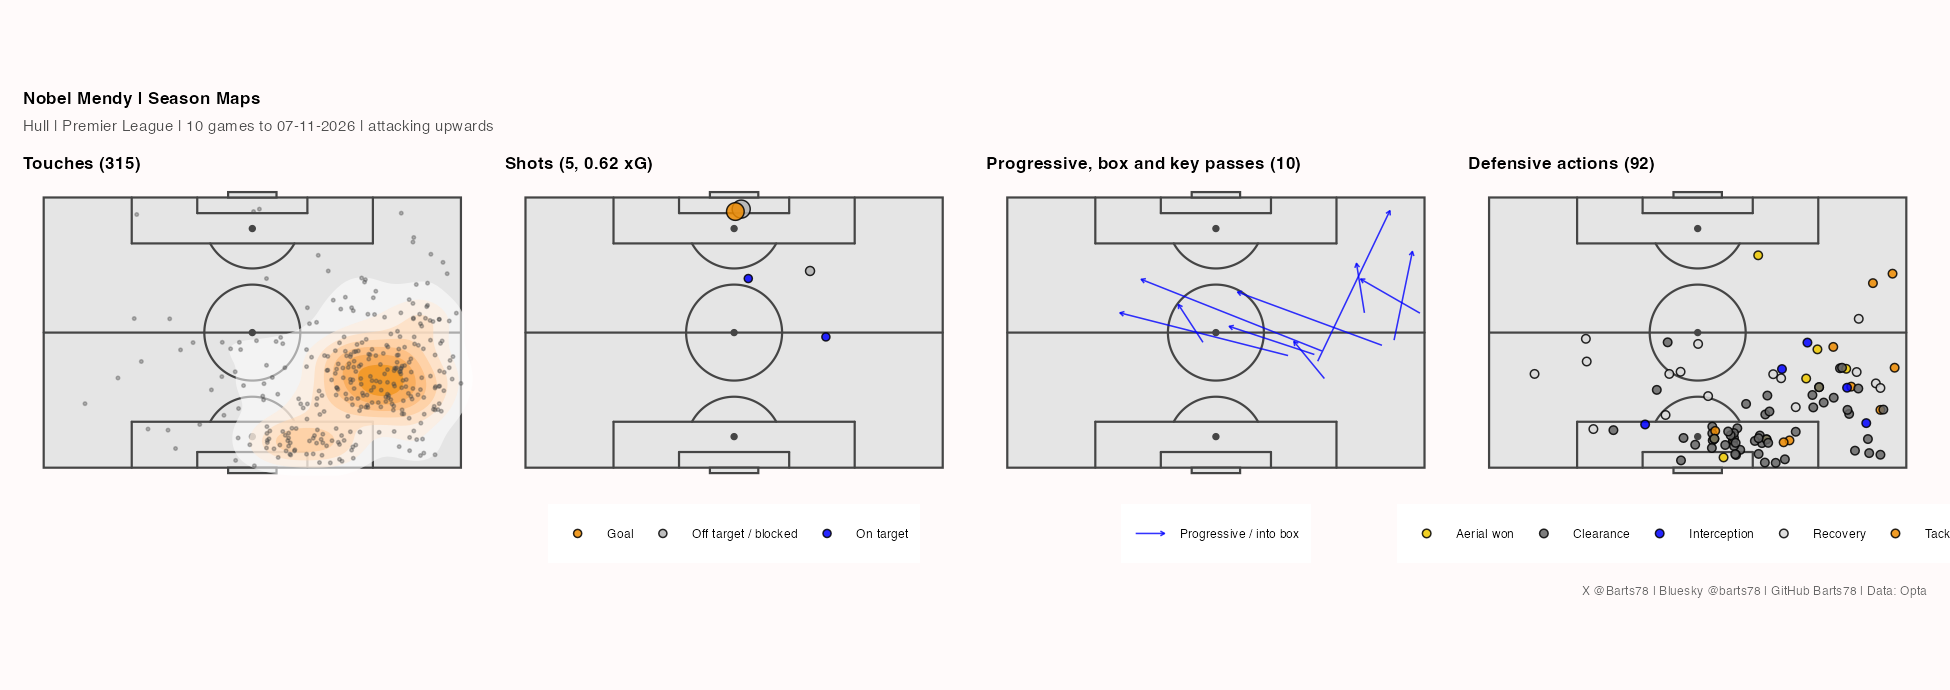 Nobel Mendy | Season Maps
Hull | Premier League | 10 games to 07-11-2026 | attacking upwards
Touches (315)
Shots (5, 0.62 xG)
Progressive, box and key passes (10)
Defensive actions (92)
Goal
Off target / blocked
On target
Progressive / into box
Aerial won
Clearance
Interception
Recovery
Tack
X @Barts78 | Bluesky @barts78 | GitHub Barts78 | Data: Opta